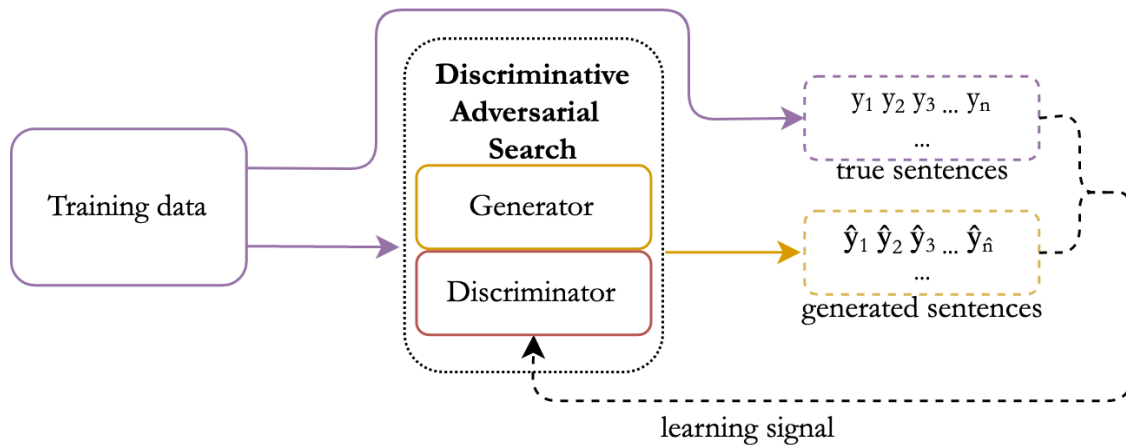 Discriminative
Adversarial
Search
Training data
Generator
Discriminator
y₁ y₂ y₃ ... yₙ
...
true sentences
ŷ₁ ŷ₂ ŷ₃ ... ŷₙ̂
...
generated sentences
learning signal